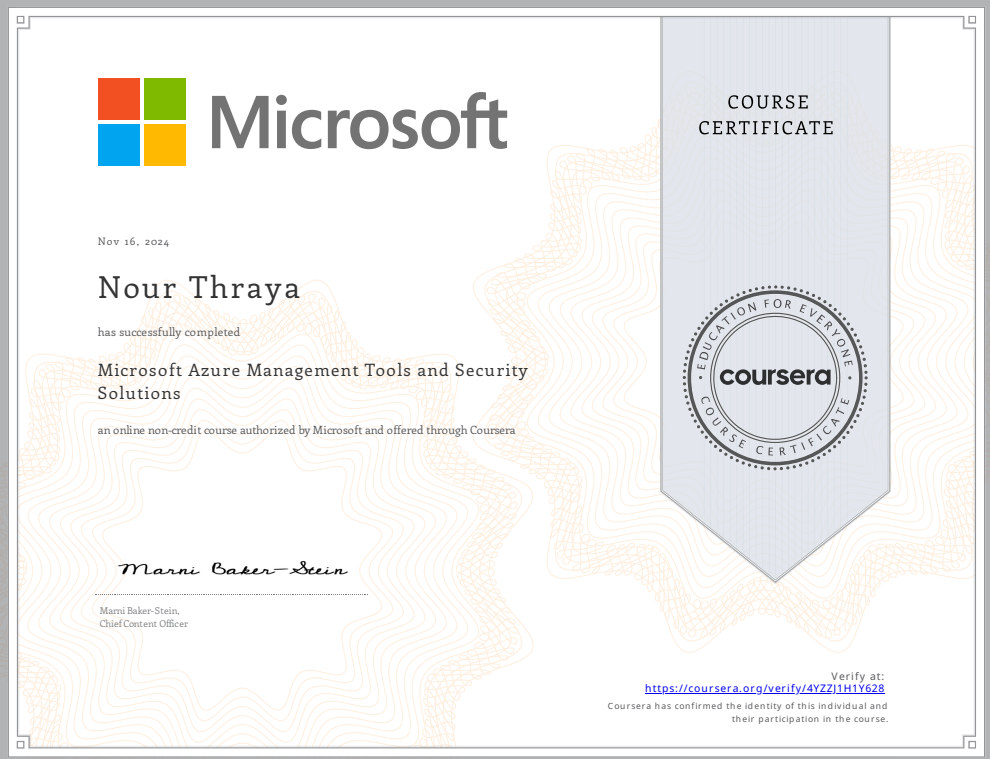 Microsoft
COURSE
CERTIFICATE
Nov 16, 2024
Nour Thraya
has successfully completed
Microsoft Azure Management Tools and Security
Solutions
an online non-credit course authorized by Microsoft and offered through Coursera
EDUCATION FOR EVERYONE
coursera
COURSE CERTIFICATE
Marni Baker-Stein
Marni Baker-Stein,
Chief Content Officer
Verify at:
https://coursera.org/verify/4YZZJ1H1Y628
Coursera has confirmed the identity of this individual and
their participation in the course.